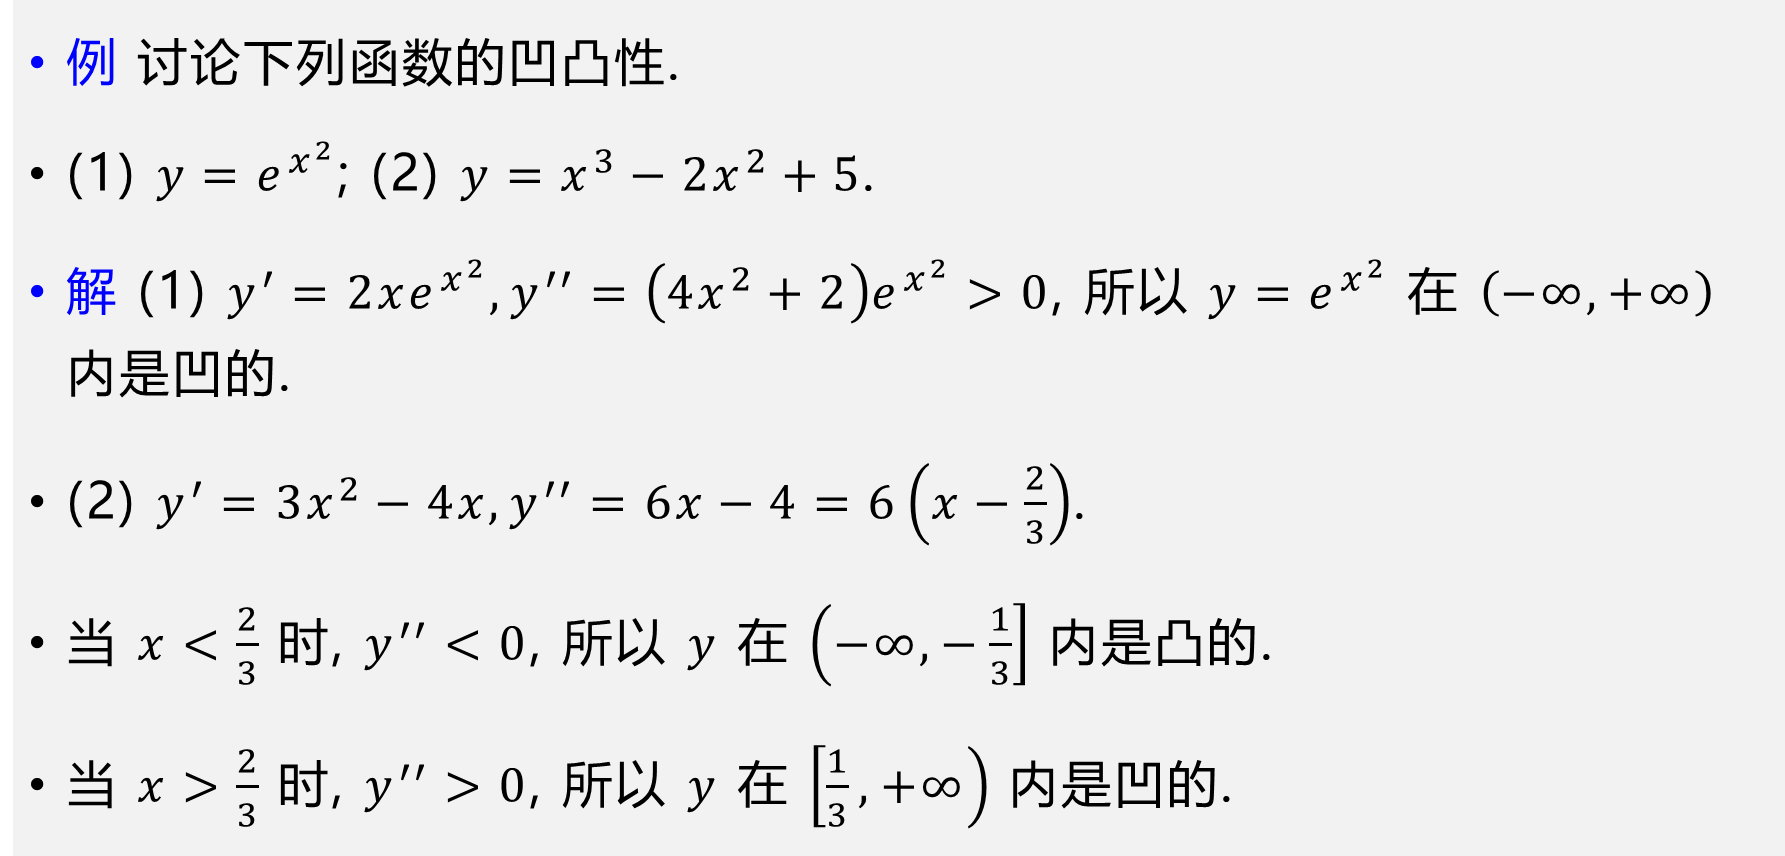 • 例 讨论下列函数的凹凸性.
• (1) y = e^{x^2}; (2) y = x^3 − 2x^2 + 5.
• 解 (1) y′ = 2xe^{x^2}, y′′ = (4x^2 + 2)e^{x^2} > 0, 所以 y = e^{x^2} 在 (−∞, +∞)
内是凹的.
• (2) y′ = 3x^2 − 4x, y′′ = 6x − 4 = 6(x − 2/3).
• 当 x < 2/3 时, y′′ < 0, 所以 y 在 (−∞, −1/3] 内是凸的.
• 当 x > 2/3 时, y′′ > 0, 所以 y 在 [1/3, +∞) 内是凹的.